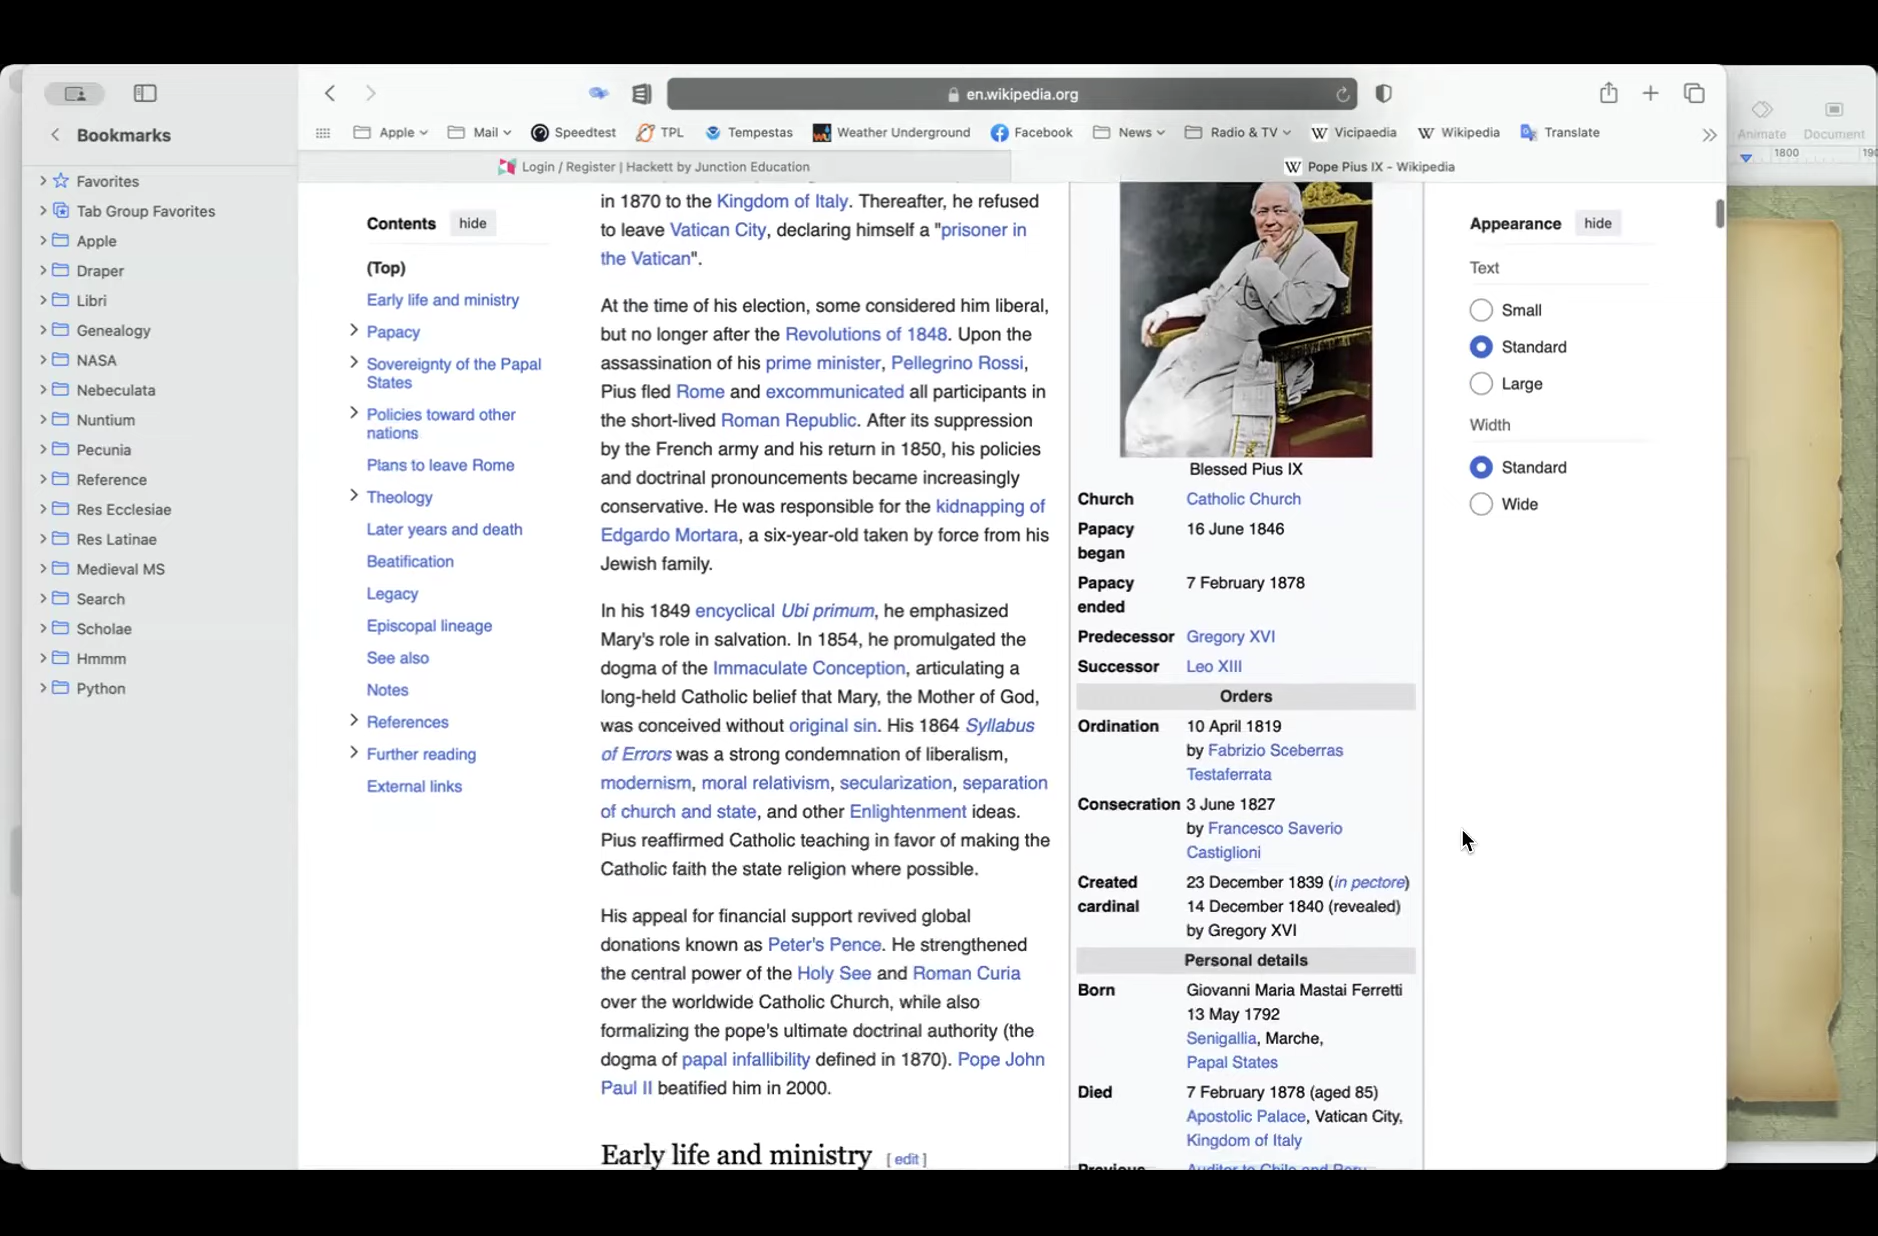 Bookmarks
Favorites
Tab Group Favorites
Apple
Draper
Libri
Genealogy
NASA
Nebeculata
Nuntium
Pecunia
Reference
Res Ecclesiae
Res Latinae
Medieval MS
Search
Scholae
Hmmm
Python
en.wikipedia.org
Apple Mail Speedtest TPL Tempestas Weather Underground Facebook News Radio & TV Vicipaedia Wikipedia Translate
Login / Register | Hackett by Junction Education
Pope Pius IX - Wikipedia
Contents hide
(Top)
Early life and ministry
Papacy
Sovereignty of the Papal
States
Policies toward other
nations
Plans to leave Rome
Theology
Later years and death
Beatification
Legacy
Episcopal lineage
See also
Notes
References
Further reading
External links
in 1870 to the Kingdom of Italy. Thereafter, he refused
to leave Vatican City, declaring himself a "prisoner in
the Vatican".
At the time of his election, some considered him liberal,
but no longer after the Revolutions of 1848. Upon the
assassination of his prime minister, Pellegrino Rossi,
Pius fled Rome and excommunicated all participants in
the short-lived Roman Republic. After its suppression
by the French army and his return in 1850, his policies
and doctrinal pronouncements became increasingly
conservative. He was responsible for the kidnapping of
Edgardo Mortara, a six-year-old taken by force from his
Jewish family.
In his 1849 encyclical Ubi primum, he emphasized
Mary's role in salvation. In 1854, he promulgated the
dogma of the Immaculate Conception, articulating a
long-held Catholic belief that Mary, the Mother of God,
was conceived without original sin. His 1864 Syllabus
of Errors was a strong condemnation of liberalism,
modernism, moral relativism, secularization, separation
of church and state, and other Enlightenment ideas.
Pius reaffirmed Catholic teaching in favor of making the
Catholic faith the state religion where possible.
His appeal for financial support revived global
donations known as Peter's Pence. He strengthened
the central power of the Holy See and Roman Curia
over the worldwide Catholic Church, while also
formalizing the pope's ultimate doctrinal authority (the
dogma of papal infallibility defined in 1870). Pope John
Paul II beatified him in 2000.
Early life and ministry [ edit ]
Blessed Pius IX
Church Catholic Church
Papacy 16 June 1846
began
Papacy 7 February 1878
ended
Predecessor Gregory XVI
Successor Leo XIII
Orders
Ordination 10 April 1819
by Fabrizio Sceberras
Testaferrata
Consecration 3 June 1827
by Francesco Saverio
Castiglioni
Created 23 December 1839 (in pectore)
cardinal 14 December 1840 (revealed)
by Gregory XVI
Personal details
Born Giovanni Maria Mastai Ferretti
13 May 1792
Senigallia, Marche,
Papal States
Died 7 February 1878 (aged 85)
Apostolic Palace, Vatican City,
Kingdom of Italy
Previous Auditor to Chile and Peru
Appearance hide
Text
Small
Standard
Large
Width
Standard
Wide
Animate Document
1800